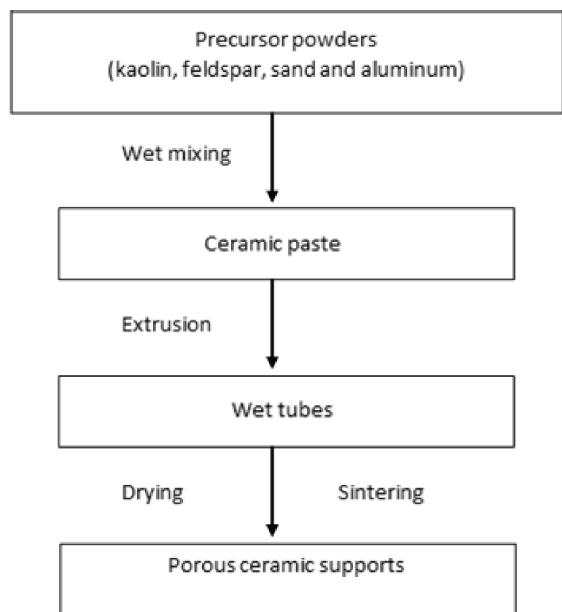 Precursor powders
(kaolin, feldspar, sand and aluminum)
Wet mixing
Ceramic paste
Extrusion
Wet tubes
Drying Sintering
Porous ceramic supports